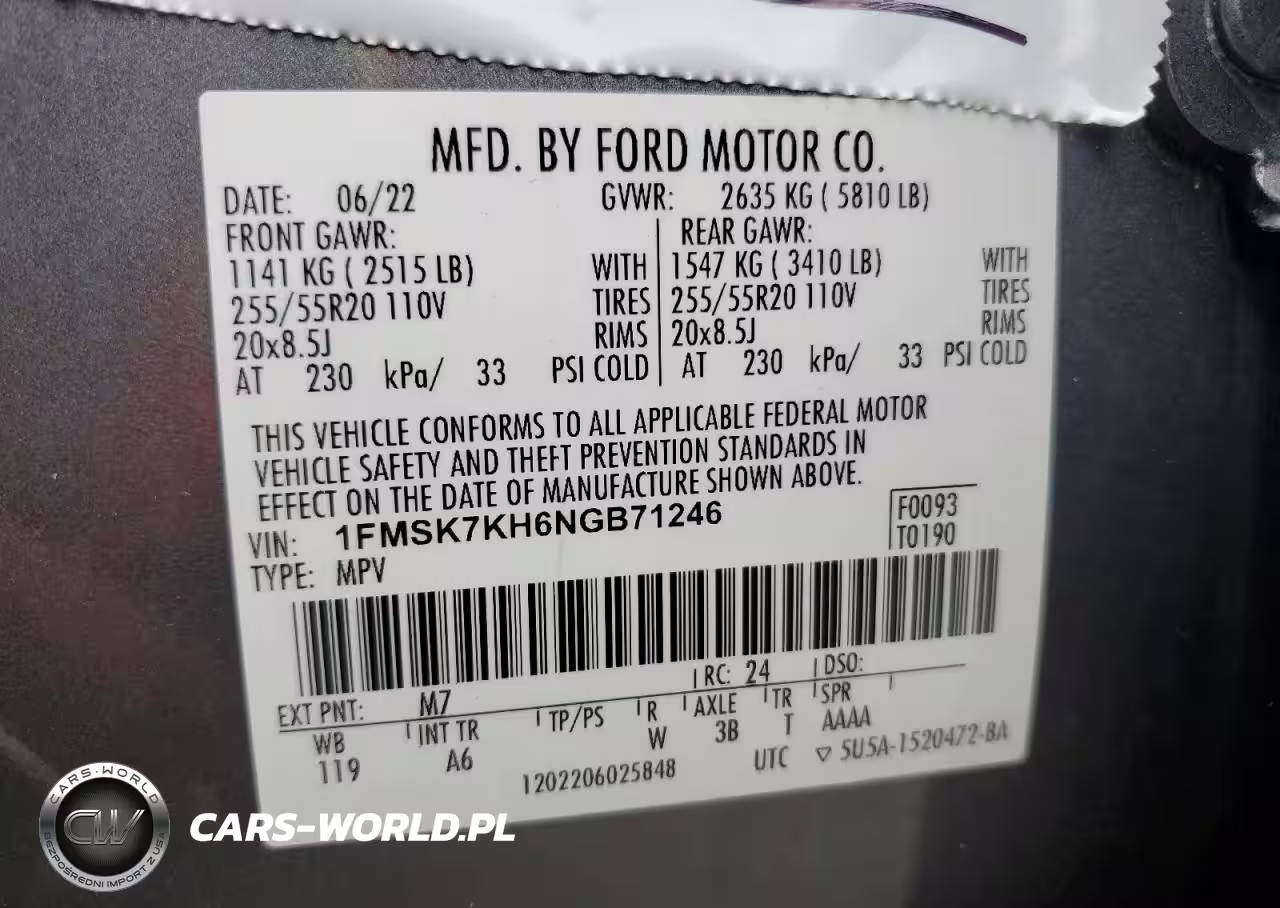 MFD. BY FORD MOTOR CO.
DATE: 06/22 GVWR: 2635 KG ( 5810 LB)
FRONT GAWR: REAR GAWR:
1141 KG ( 2515 LB) WITH 1547 KG ( 3410 LB) WITH
255/55R20 110V TIRES 255/55R20 110V TIRES
20x8.5J RIMS 20x8.5J RIMS
AT 230 kPa/ 33 PSI COLD AT 230 kPa/ 33 PSI COLD
THIS VEHICLE CONFORMS TO ALL APPLICABLE FEDERAL MOTOR
VEHICLE SAFETY AND THEFT PREVENTION STANDARDS IN
EFFECT ON THE DATE OF MANUFACTURE SHOWN ABOVE.
VIN: 1FMSK7KH6NGB71246 F0093
TYPE: MPV T0190
EXT PNT: M7 RC: 24 DSO:
WB INT TR TP/PS R AXLE TR SPR
119 A6 W 3B T AAAA
1202206025848 UTC ▽ 5U5A-1520472-BA
CARS-WORLD
CW
BEZPOŚREDNI IMPORT Z USA
CARS-WORLD.PL